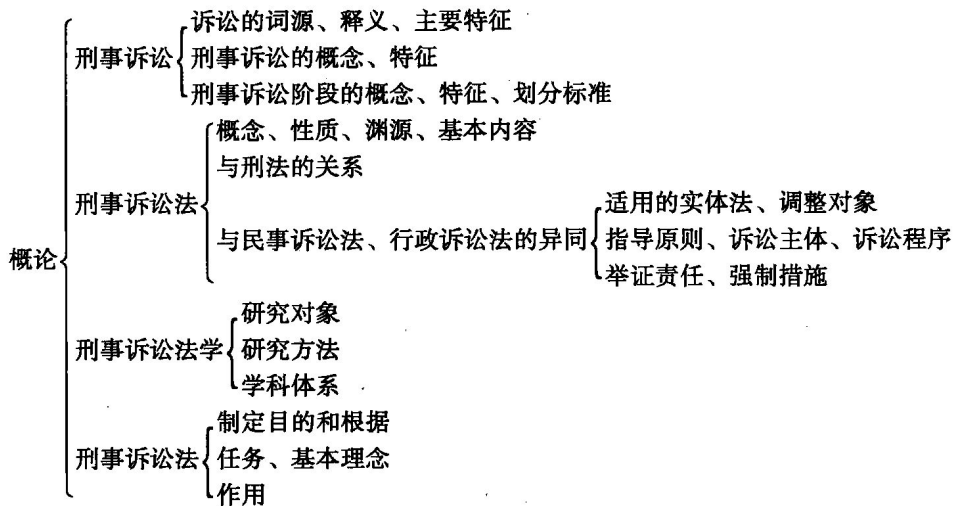 概论
刑事诉讼
诉讼的词源、释义、主要特征
刑事诉讼的概念、特征
刑事诉讼阶段的概念、特征、划分标准
刑事诉讼法
概念、性质、渊源、基本内容
与刑法的关系
与民事诉讼法、行政诉讼法的异同
适用的实体法、调整对象
指导原则、诉讼主体、诉讼程序
举证责任、强制措施
刑事诉讼法学
研究对象
研究方法
学科体系
刑事诉讼法
制定目的和根据
任务、基本理念
作用